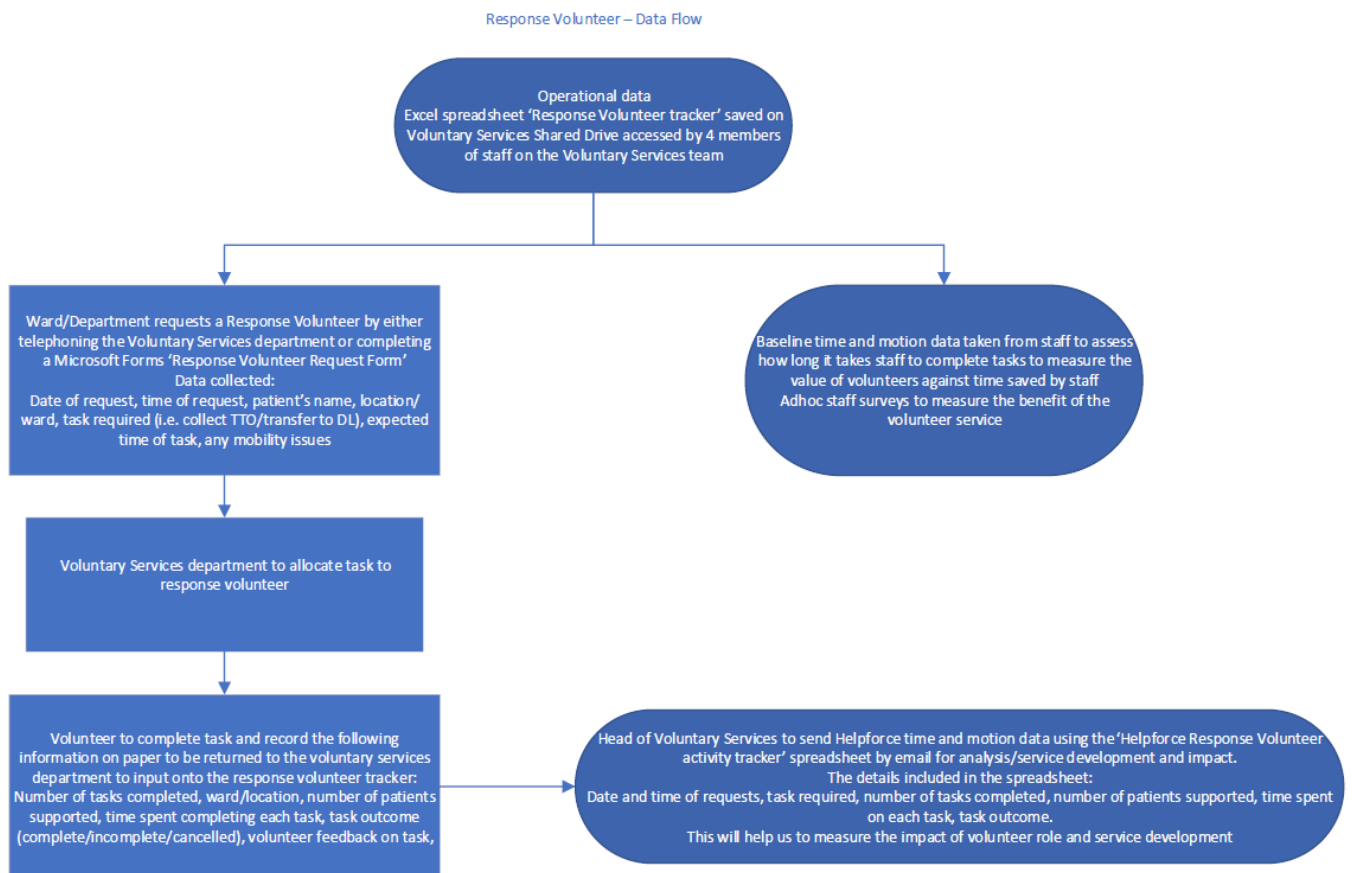 Response Volunteer – Data Flow
Operational data
Excel spreadsheet ‘Response Volunteer tracker’ saved on
Voluntary Services Shared Drive accessed by 4 members
of staff on the Voluntary Services team
Ward/Department requests a Response Volunteer by either
telephoning the Voluntary Services department or completing
a Microsoft Forms ‘Response Volunteer Request Form’
Data collected:
Date of request, time of request, patient’s name, location/
ward, task required (i.e. collect TTO/transfer to DL), expected
time of task, any mobility issues
Baseline time and motion data taken from staff to assess
how long it takes staff to complete tasks to measure the
value of volunteers against time saved by staff
Adhoc staff surveys to measure the benefit of the
volunteer service
Voluntary Services department to allocate task to
response volunteer
Volunteer to complete task and record the following
information on paper to be returned to the voluntary services
department to input onto the response volunteer tracker:
Number of tasks completed, ward/location, number of patients
supported, time spent completing each task, task outcome
(complete/incomplete/cancelled), volunteer feedback on task,
Head of Voluntary Services to send Helpforce time and motion data using the ‘Helpforce Response Volunteer
activity tracker’ spreadsheet by email for analysis/service development and impact.
The details included in the spreadsheet:
Date and time of requests, task required, number of tasks completed, number of patients supported, time spent
on each task, task outcome.
This will help us to measure the impact of volunteer role and service development